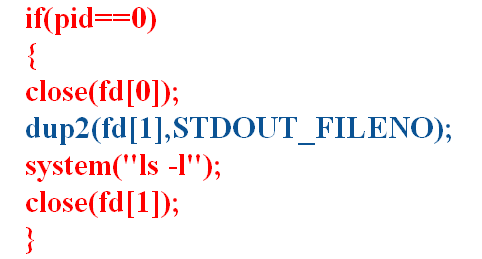 if(pid==0)
{
close(fd[0]);
dup2(fd[1],STDOUT_FILENO);
system("ls -l");
close(fd[1]);
}